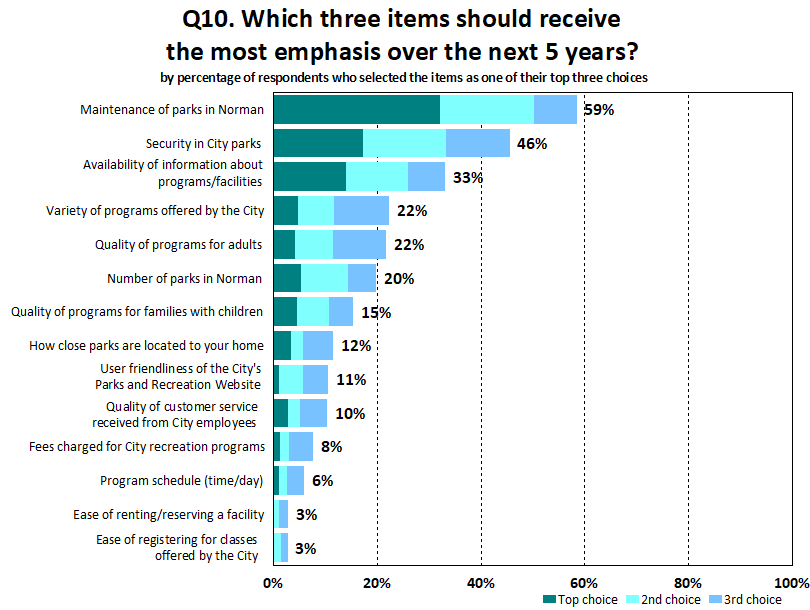 Q10. Which three items should receive
the most emphasis over the next 5 years?
by percentage of respondents who selected the items as one of their top three choices
Maintenance of parks in Norman 59%
Security in City parks 46%
Availability of information about
programs/facilities 33%
Variety of programs offered by the City 22%
Quality of programs for adults 22%
Number of parks in Norman 20%
Quality of programs for families with children 15%
How close parks are located to your home 12%
User friendliness of the City's
Parks and Recreation Website 11%
Quality of customer service
received from City employees 10%
Fees charged for City recreation programs 8%
Program schedule (time/day) 6%
Ease of renting/reserving a facility 3%
Ease of registering for classes
offered by the City 3%
0% 20% 40% 60% 80% 100%
Top choice 2nd choice 3rd choice